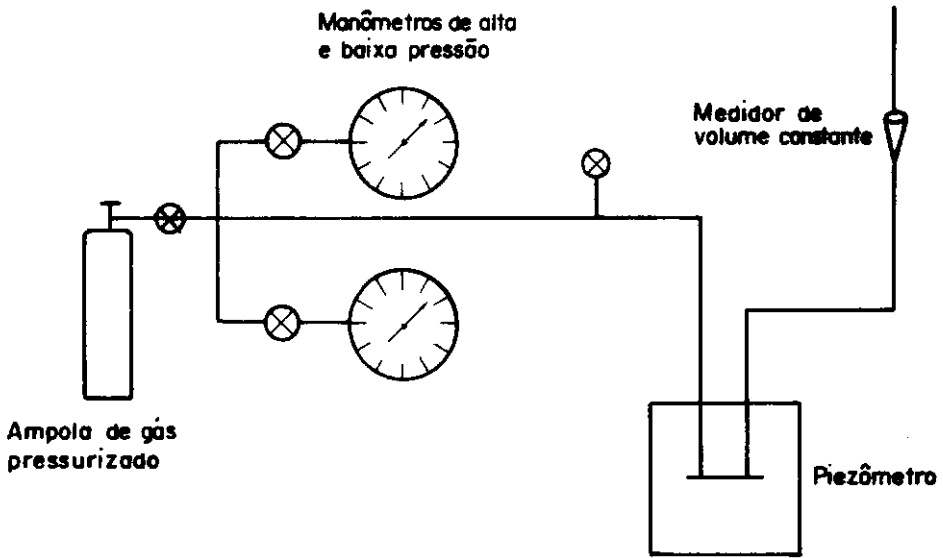 Manômetros de alta
e baixa pressão
Medidor de
volume constante
Ampola de gás
pressurizado
Piezômetro